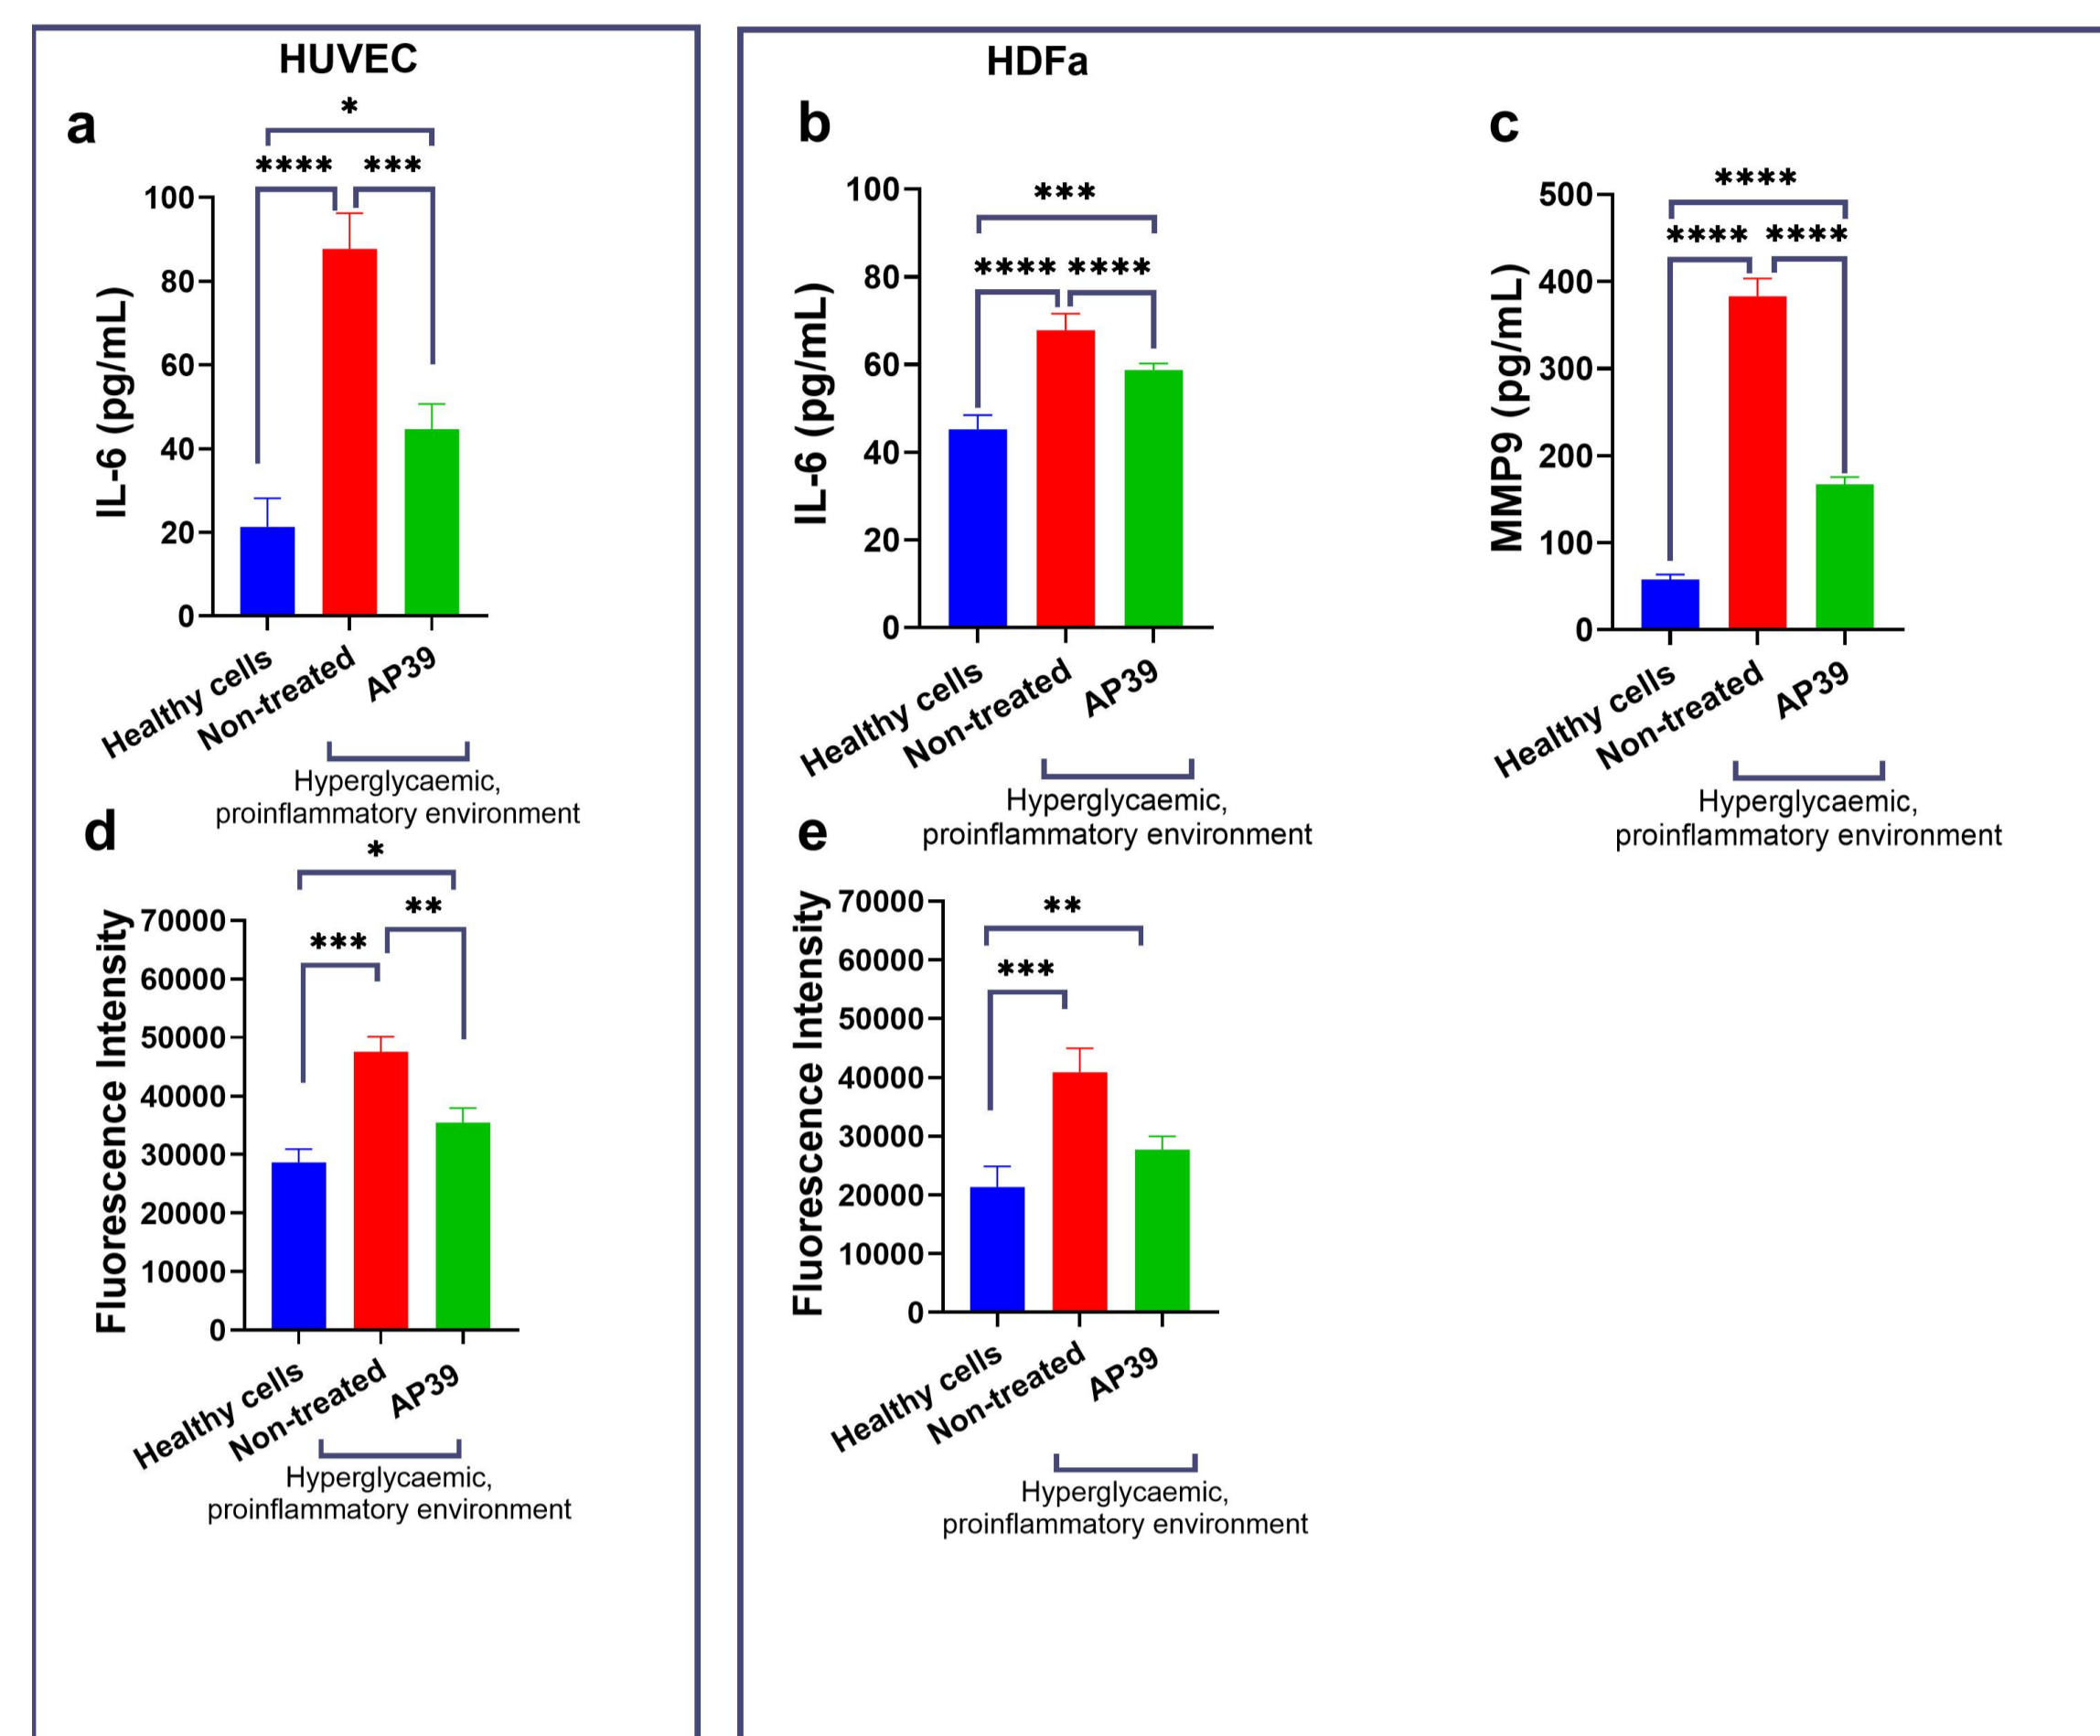 HUVEC
a
*
**** ***
IL-6 (pg/mL)
100
80
60
40
20
0
Healthy cells
Non-treated
AP39
Hyperglycaemic,
proinflammatory environment
d
*
**
***
Fluorescence Intensity
70000
60000
50000
40000
30000
20000
10000
0
Healthy cells
Non-treated
AP39
Hyperglycaemic,
proinflammatory environment
HDFa
b
***
**** ****
IL-6 (pg/mL)
100
80
60
40
20
0
Healthy cells
Non-treated
AP39
Hyperglycaemic,
proinflammatory environment
c
****
**** ****
MMP9 (pg/mL)
500
400
300
200
100
0
Healthy cells
Non-treated
AP39
Hyperglycaemic,
proinflammatory environment
e
**
***
Fluorescence Intensity
70000
60000
50000
40000
30000
20000
10000
0
Healthy cells
Non-treated
AP39
Hyperglycaemic,
proinflammatory environment